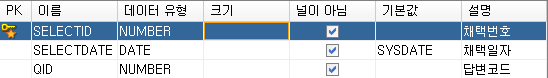 PK 이름 데이터 유형 크기 널이 아님 기본값 설명
SELECTID NUMBER 채택번호
SELECTDATE DATE SYSDATE 채택일자
QID NUMBER 답변코드